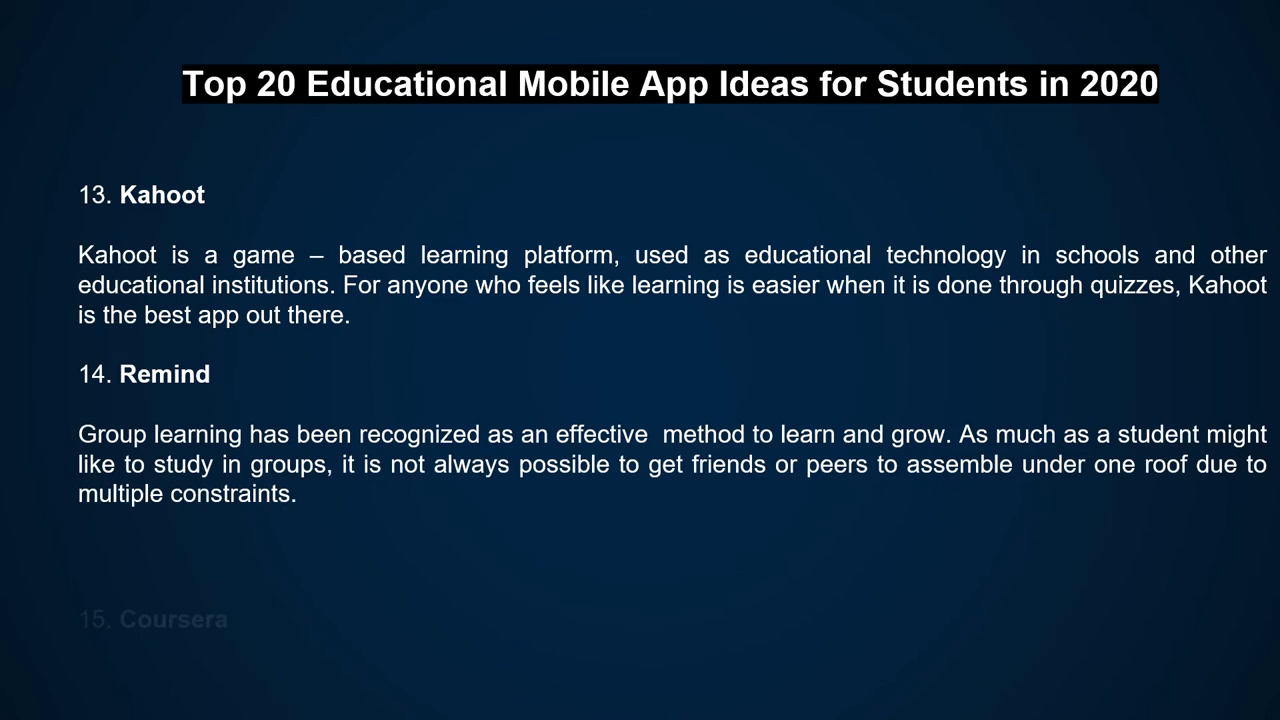 Top 20 Educational Mobile App Ideas for Students in 2020
13. Kahoot
Kahoot is a game – based learning platform, used as educational technology in schools and other
educational institutions. For anyone who feels like learning is easier when it is done through quizzes, Kahoot
is the best app out there.
14. Remind
Group learning has been recognized as an effective  method to learn and grow. As much as a student might
like to study in groups, it is not always possible to get friends or peers to assemble under one roof due to
multiple constraints.
15. Coursera